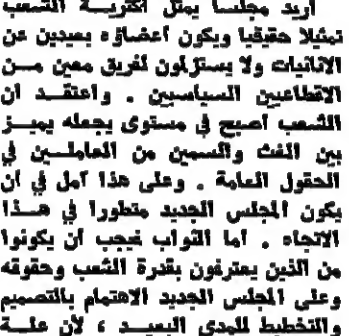 اريد مجلسا يمثل اكثرية الشعب
تمثيلا حقيقيا ويكون اعضاؤه بعيدين عن
الانانيات ولا يستزلمون لفريق معين من
الاقطاعيين السياسيين . واعتقد ان
الشعب اصبح في مستوى يجعله يميز
بين الغث والسمين من العاملين في
الحقول العامة . وعلى هذا آمل في ان
يكون المجلس الجديد متطورا في هذا
الاتجاه . اما النواب فيجب ان يكونوا
من الذين يعترفون بقدرة الشعب وحقوقه
وعلى المجلس الجديد الاهتمام بالتصميم
والتخطيط للمدى البعيد ، لأن علة